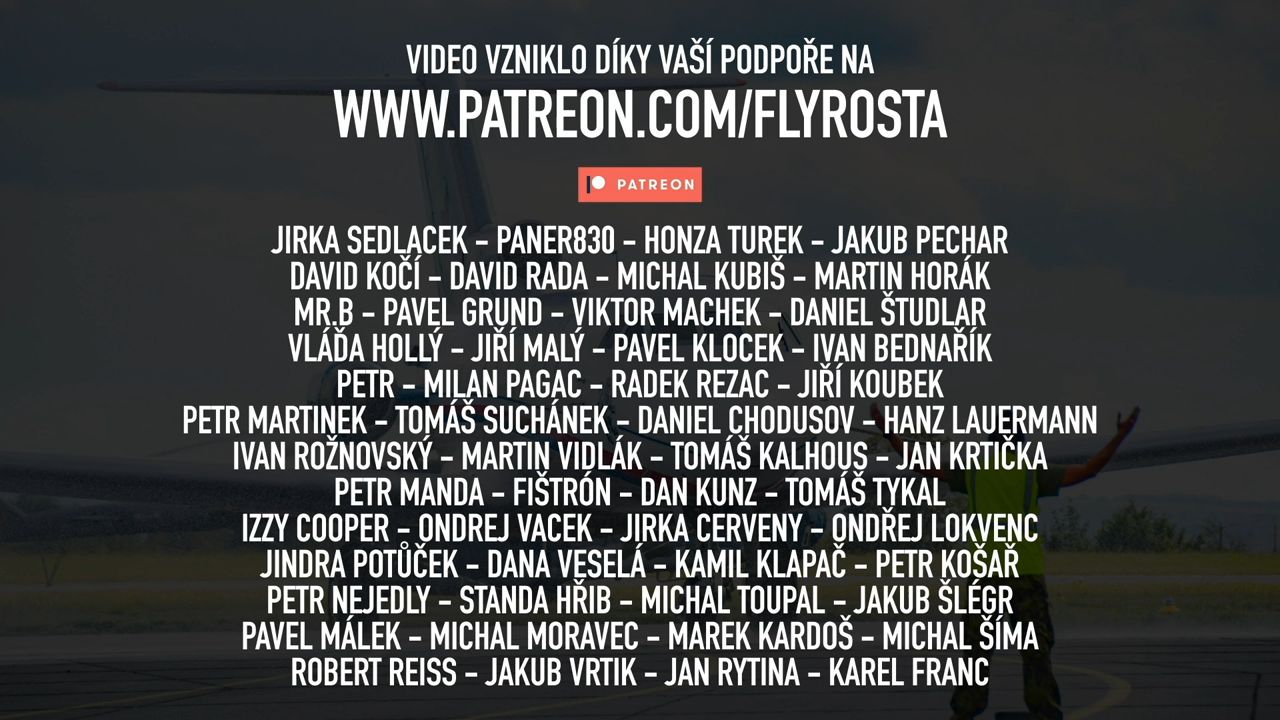 VIDEO VZNIKLO DÍKY VAŠÍ PODPOŘE NA
WWW.PATREON.COM/FLYROSTA
PATREON
JIRKA SEDLACEK - PANER830 - HONZA TUREK - JAKUB PECHAR
DAVID KOČÍ - DAVID RADA - MICHAL KUBIŠ - MARTIN HORÁK
MR.B - PAVEL GRUND - VIKTOR MACHEK - DANIEL ŠTUDLAR
VLÁĎA HOLLÝ - JIŘÍ MALÝ - PAVEL KLOCEK - IVAN BEDNAŘÍK
PETR - MILAN PAGAC - RADEK REZAC - JIŘÍ KOUBEK
PETR MARTINEK - TOMÁŠ SUCHÁNEK - DANIEL CHODUSOV - HANZ LAUERMANN
IVAN ROŽNOVSKÝ - MARTIN VIDLÁK - TOMÁŠ KALHOUS - JAN KRTIČKA
PETR MANDA - FIŠTRÓN - DAN KUNZ - TOMÁŠ TYKAL
IZZY COOPER - ONDREJ VACEK - JIRKA CERVENY - ONDŘEJ LOKVENC
JINDRA POTŮČEK - DANA VESELÁ - KAMIL KLAPAČ - PETR KOŠAŘ
PETR NEJEDLY - STANDA HŘIB - MICHAL TOUPAL - JAKUB ŠLÉGR
PAVEL MÁLEK - MICHAL MORAVEC - MAREK KARDOŠ - MICHAL ŠÍMA
ROBERT REISS - JAKUB VRTIK - JAN RYTINA - KAREL FRANC